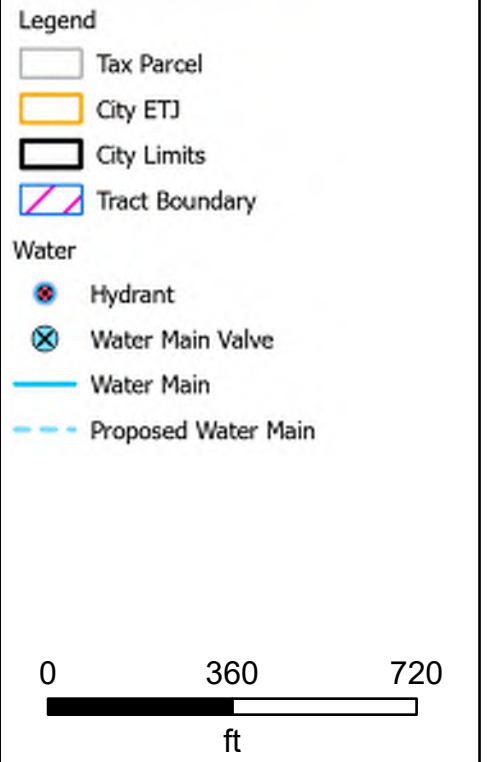 Legend
Tax Parcel
City ETJ
City Limits
Tract Boundary
Water
Hydrant
Water Main Valve
Water Main
Proposed Water Main
0 360 720
ft